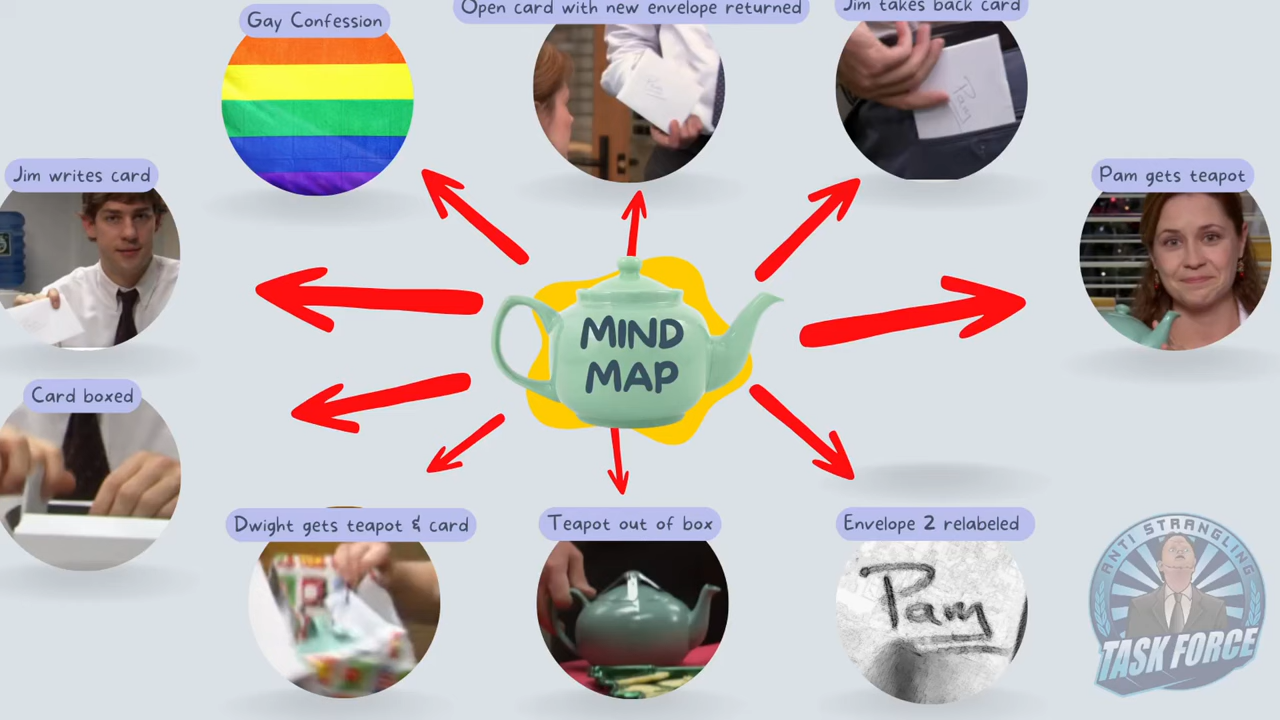 Gay Confession
Open card with new envelope returned
Jim takes back card
Pam
Pam
Jim writes card
Pam gets teapot
MIND
MAP
Card boxed
Dwight gets teapot & card
Teapot out of box
Envelope 2 relabeled
Pam
ANTI STRANGLING
TASK FORCE